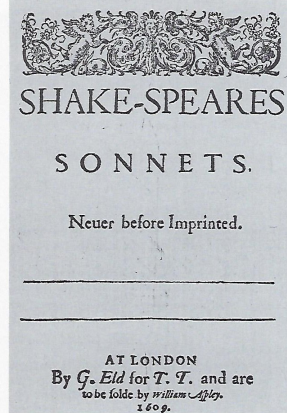 SHAKE-SPEARES
SONNETS.
Neuer before Imprinted.
AT LONDON
By G. Eld for T. T. and are
to be solde by William Aspley.
1609.